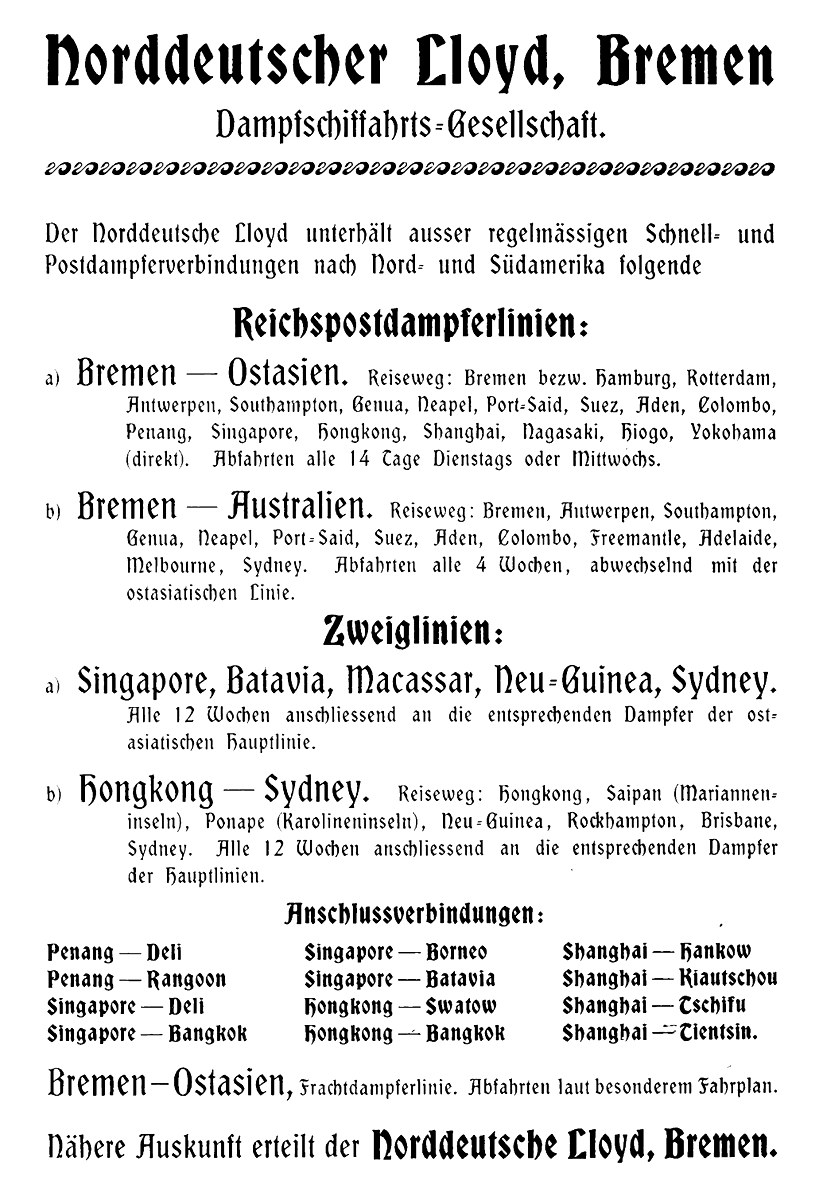 Norddeutscher Lloyd, Bremen
Dampfschiffahrts-Gesellschaft.
Der Norddeutsche Lloyd unterhält ausser regelmässigen Schnell- und
Postdampferverbindungen nach Nord- und Südamerika folgende
Reichspostdampferlinien:
a) Bremen — Ostasien. Reiseweg: Bremen bezw. Hamburg, Rotterdam,
Antwerpen, Southampton, Genua, Neapel, Port-Said, Suez, Aden, Colombo,
Penang, Singapore, Hongkong, Shanghai, Nagasaki, Hiogo, Yokohama
(direkt). Abfahrten alle 14 Tage Dienstags oder Mittwochs.
b) Bremen — Australien. Reiseweg: Bremen, Antwerpen, Southampton,
Genua, Neapel, Port-Said, Suez, Aden, Colombo, Freemantle, Adelaide,
Melbourne, Sydney. Abfahrten alle 4 Wochen, abwechselnd mit der
ostasiatischen Linie.
Zweiglinien:
a) Singapore, Batavia, Macassar, Neu-Guinea, Sydney.
Alle 12 Wochen anschliessend an die entsprechenden Dampfer der ost-
asiatischen Hauptlinie.
b) Hongkong — Sydney. Reiseweg: Hongkong, Saipan (Mariannen-
inseln), Ponape (Karolineninseln), Neu-Guinea, Rockhampton, Brisbane,
Sydney. Alle 12 Wochen anschliessend an die entsprechenden Dampfer
der Hauptlinien.
Anschlussverbindungen:
Penang — Deli Singapore — Borneo Shanghai — Hankow
Penang — Rangoon Singapore — Batavia Shanghai — Kiautschou
Singapore — Deli Hongkong — Swatow Shanghai — Tschifu
Singapore — Bangkok Hongkong — Bangkok Shanghai — Tientsin.
Bremen—Ostasien, Frachtdampferlinie. Abfahrten laut besonderem Fahrplan.
Nähere Auskunft erteilt der Norddeutsche Lloyd, Bremen.